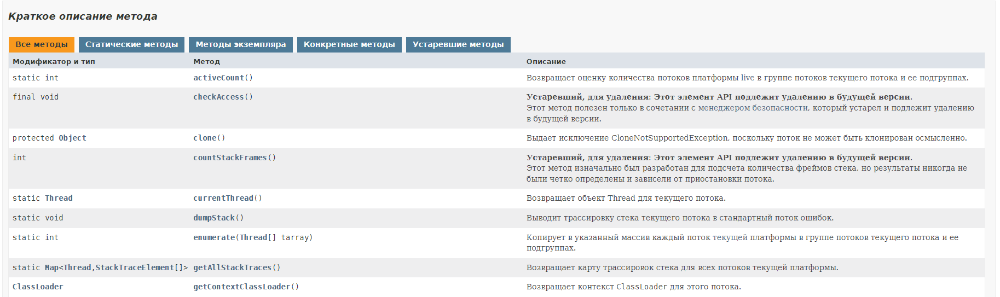 Краткое описание метода
Все методы Статические методы Методы экземпляра Конкретные методы Устаревшие методы
Модификатор и тип Метод Описание
static int activeCount() Возвращает оценку количества потоков платформы live в группе потоков текущего потока и ее подгруппах.
final void checkAccess() Устаревший, для удаления: Этот элемент API подлежит удалению в будущей версии.
Этот метод полезен только в сочетании с менеджером безопасности, который устарел и подлежит удалению
в будущей версии.
protected Object clone() Выдает исключение CloneNotSupportedException, поскольку поток не может быть клонирован осмысленно.
int countStackFrames() Устаревший, для удаления: Этот элемент API подлежит удалению в будущей версии.
Этот метод изначально был разработан для подсчета количества фреймов стека, но результаты никогда не
были четко определены и зависели от приостановки потока.
static Thread currentThread() Возвращает объект Thread для текущего потока.
static void dumpStack() Выводит трассировку стека текущего потока в стандартный поток ошибок.
static int enumerate(Thread[] tarray) Копирует в указанный массив каждый поток текущей платформы в группе потоков текущего потока и ее
подгруппах.
static Map<Thread,StackTraceElement[]> getAllStackTraces() Возвращает карту трассировок стека для всех потоков текущей платформы.
ClassLoader getContextClassLoader() Возвращает контекст ClassLoader для этого потока.